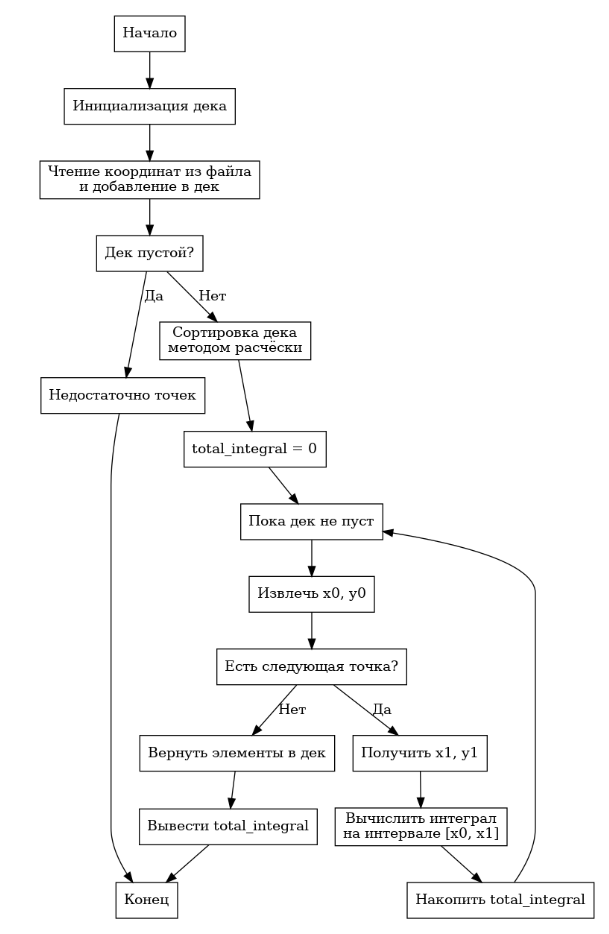 Начало
Инициализация дека
Чтение координат из файла
и добавление в дек
Дек пустой?
Да
Нет
Сортировка дека
методом расчёски
Недостаточно точек
total_integral = 0
Пока дек не пуст
Извлечь x0, y0
Есть следующая точка?
Нет
Да
Вернуть элементы в дек
Получить x1, y1
Вывести total_integral
Вычислить интеграл
на интервале [x0, x1]
Конец
Накопить total_integral